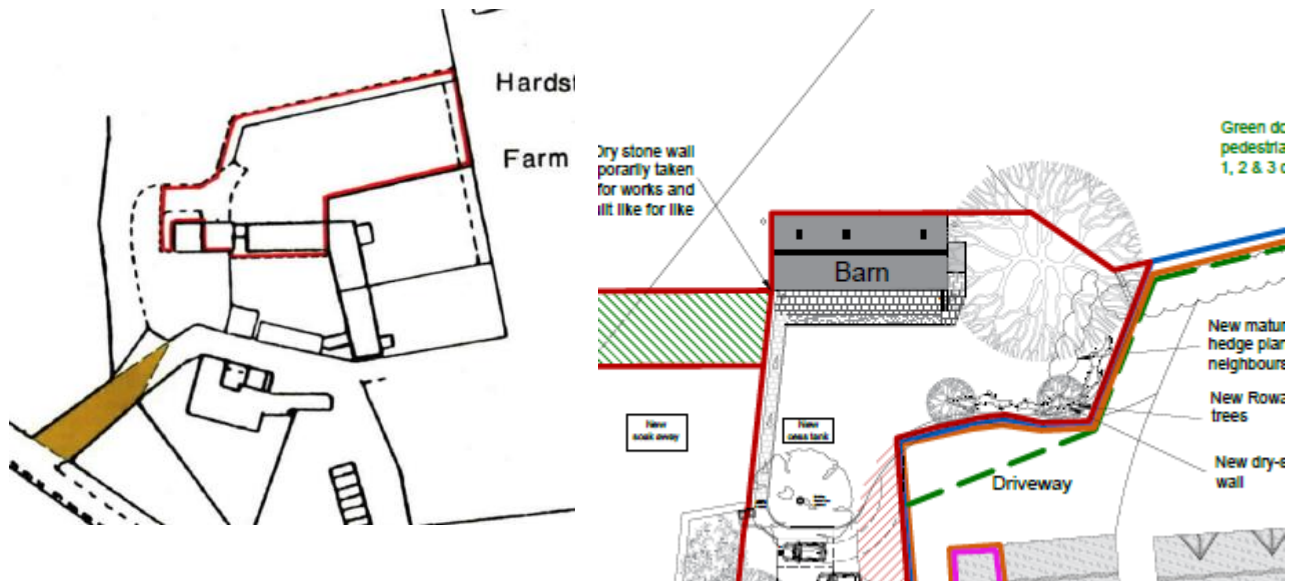 Hardst
Farm
Dry stone wall
porarily taken
for works and
ilt like for like
Barn
Green do
pedestria
1, 2 & 3 c
New matur
hedge plan
neighbours
New Rowa
trees
New dry-s
wall
New
soak away
New
cess tank
Driveway